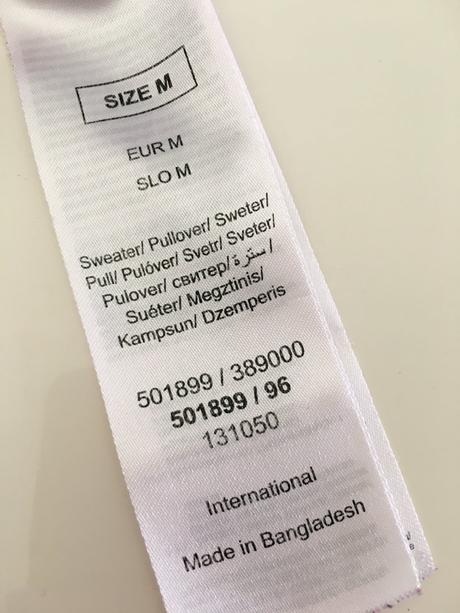 SIZE M
EUR M
SLO M
Sweater/ Pullover/ Sweter/
Pull/ Pulóver/ Svetr/ Sveter/
Pulover/ свитер/ سترة /
Suéter/ Megztinis/
Kampsun/ Dzemperis
501899 / 389000
501899 / 96
131050
International
Made in Bangladesh